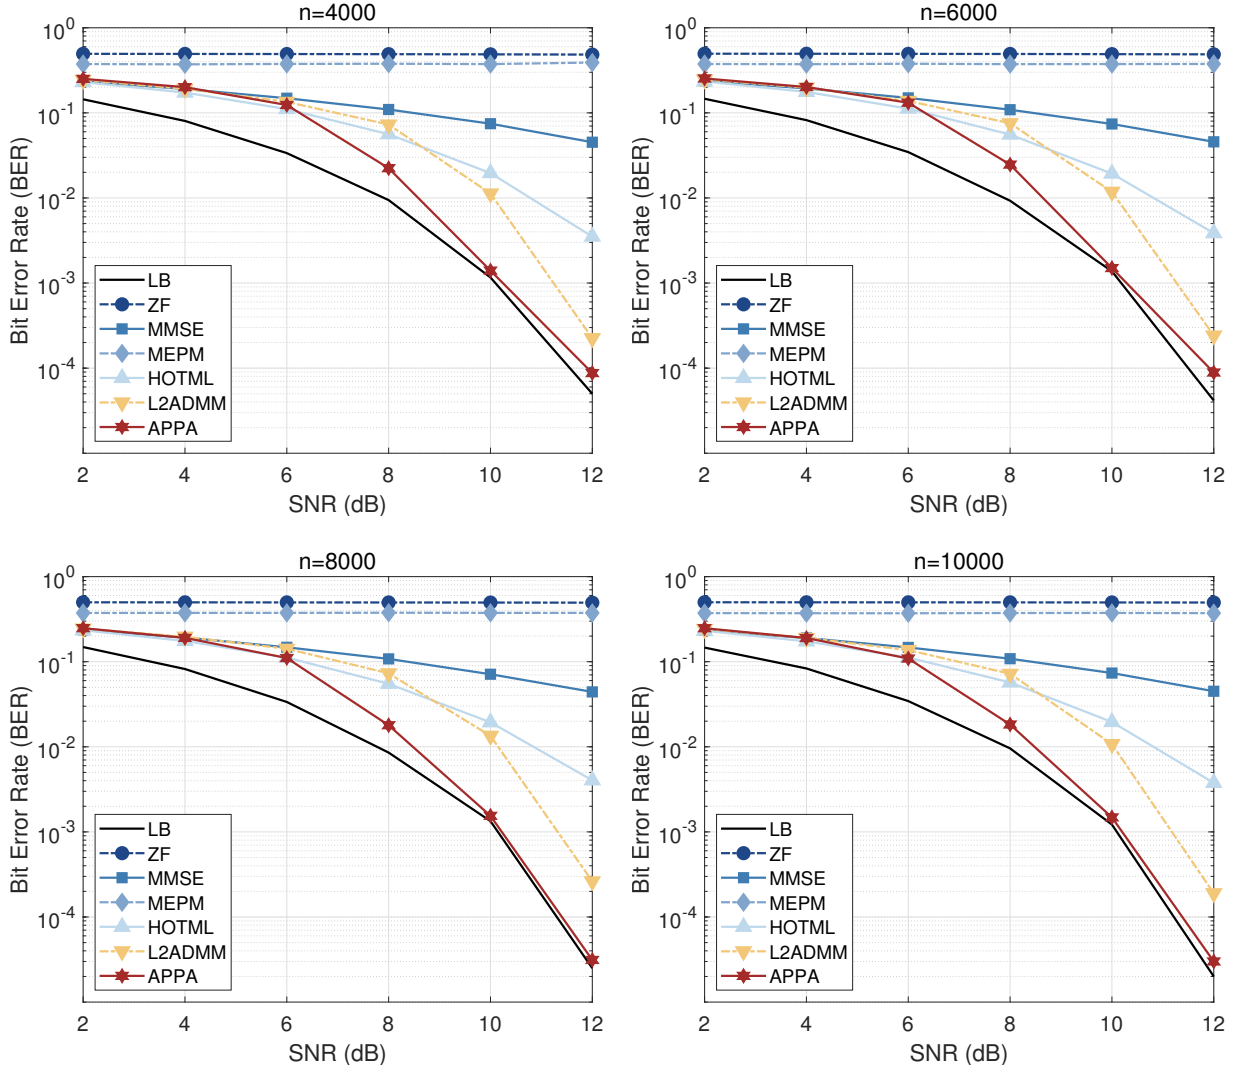 n=4000
10^0
10^-1
10^-2
10^-3
10^-4
Bit Error Rate (BER)
LB
ZF
MMSE
MEPM
HOTML
L2ADMM
APPA
2 4 6 8 10 12
SNR (dB)
n=6000
10^0
10^-1
10^-2
10^-3
10^-4
Bit Error Rate (BER)
LB
ZF
MMSE
MEPM
HOTML
L2ADMM
APPA
2 4 6 8 10 12
SNR (dB)
n=8000
10^0
10^-1
10^-2
10^-3
10^-4
Bit Error Rate (BER)
LB
ZF
MMSE
MEPM
HOTML
L2ADMM
APPA
2 4 6 8 10 12
SNR (dB)
n=10000
10^0
10^-1
10^-2
10^-3
10^-4
Bit Error Rate (BER)
LB
ZF
MMSE
MEPM
HOTML
L2ADMM
APPA
2 4 6 8 10 12
SNR (dB)